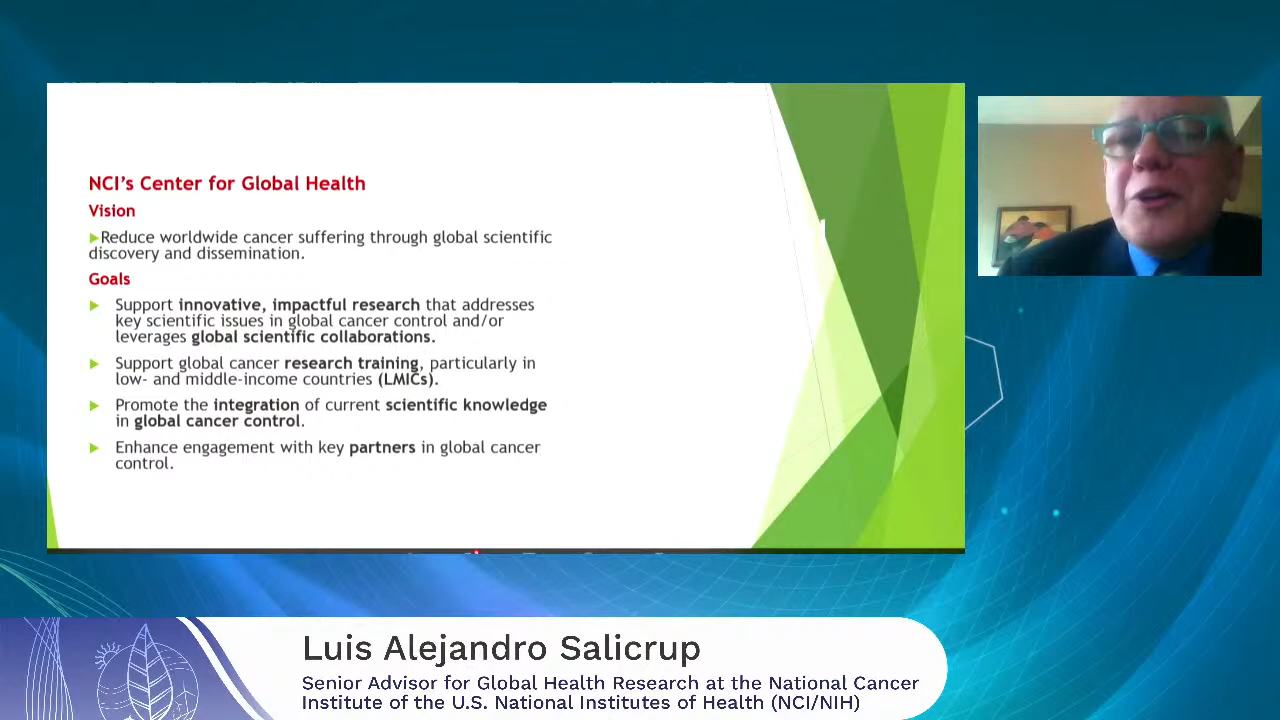 NCI’s Center for Global Health
Vision
Reduce worldwide cancer suffering through global scientific
discovery and dissemination.
Goals
Support innovative, impactful research that addresses
key scientific issues in global cancer control and/or
leverages global scientific collaborations.
Support global cancer research training, particularly in
low- and middle-income countries (LMICs).
Promote the integration of current scientific knowledge
in global cancer control.
Enhance engagement with key partners in global cancer
control.
Luis Alejandro Salicrup
Senior Advisor for Global Health Research at the National Cancer
Institute of the U.S. National Institutes of Health (NCI/NIH)